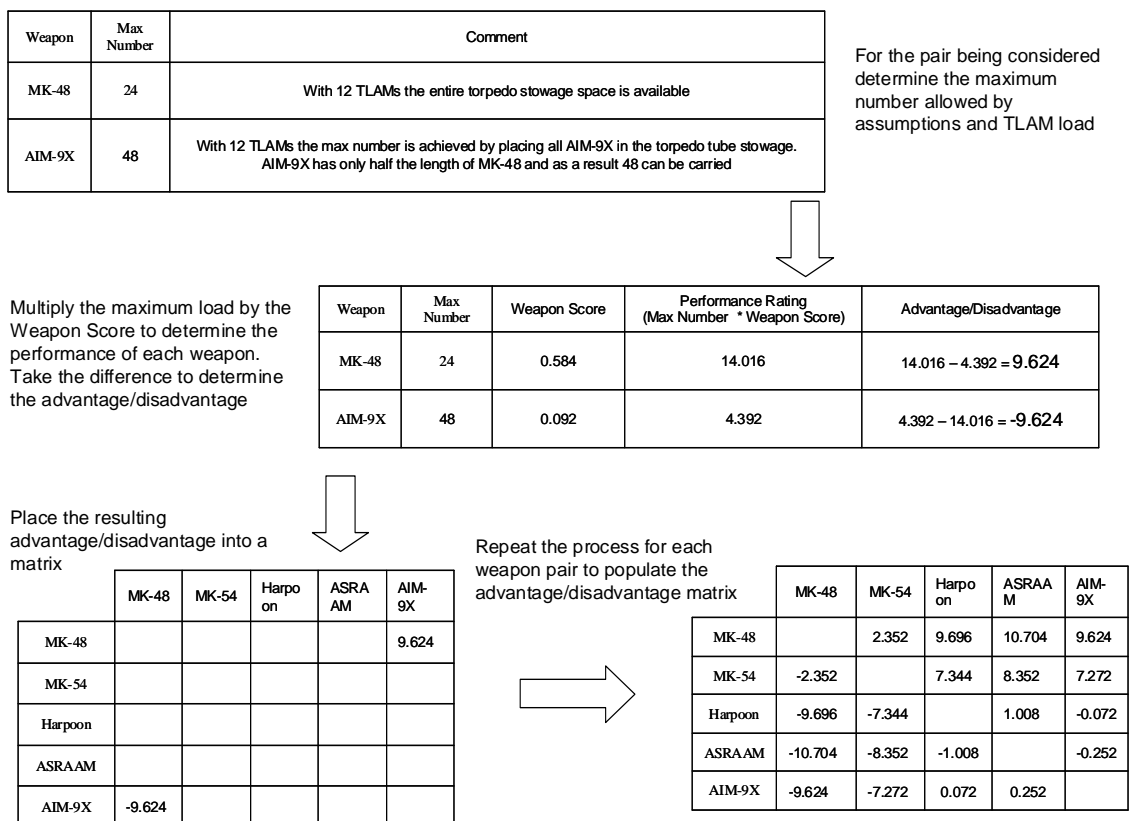 Weapon Max Number Comment
MK-48 24 With 12 TLAMs the entire torpedo stowage space is available
AIM-9X 48 With 12 TLAMs the max number is achieved by placing all AIM-9X in the torpedo tube stowage.
AIM-9X has only half the length of MK-48 and as a result 48 can be carried
For the pair being considered
determine the maximum
number allowed by
assumptions and TLAM load
Multiply the maximum load by the
Weapon Score to determine the
performance of each weapon.
Take the difference to determine
the advantage/disadvantage
Weapon Max Number Weapon Score Performance Rating (Max Number * Weapon Score) Advantage/Disadvantage
MK-48 24 0.584 14.016 14.016 – 4.392 = 9.624
AIM-9X 48 0.092 4.392 4.392 – 14.016 = -9.624
Place the resulting
advantage/disadvantage into a
matrix
MK-48 MK-54 Harpo on ASRA AM AIM- 9X
MK-48 9.624
MK-54
Harpoon
ASRAAM
AIM-9X -9.624
Repeat the process for each
weapon pair to populate the
advantage/disadvantage matrix
MK-48 MK-54 Harpo on ASRAA M AIM- 9X
MK-48 2.352 9.696 10.704 9.624
MK-54 -2.352 7.344 8.352 7.272
Harpoon -9.696 -7.344 1.008 -0.072
ASRAAM -10.704 -8.352 -1.008 -0.252
AIM-9X -9.624 -7.272 0.072 0.252